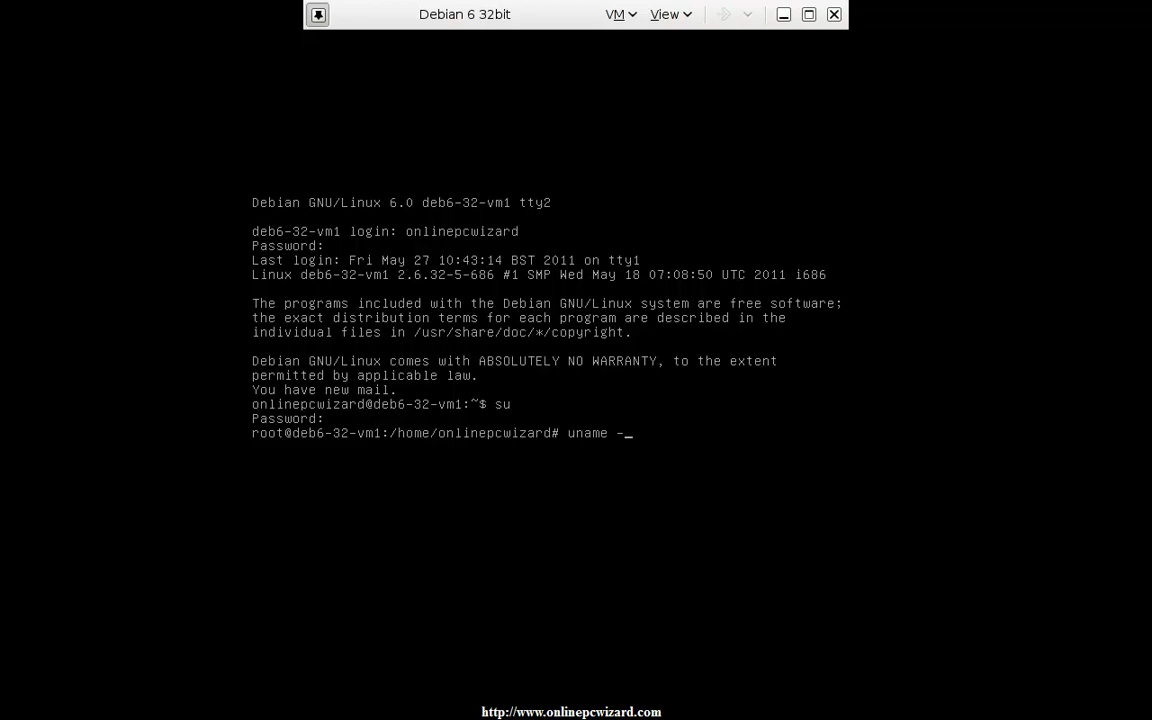 Debian 6 32bit
VM
View
Debian GNU/Linux 6.0 deb6-32-vm1 tty2
deb6-32-vm1 login: onlinepcwizard
Password:
Last login: Fri May 27 10:43:14 BST 2011 on tty1
Linux deb6-32-vm1 2.6.32-5-686 #1 SMP Wed May 18 07:08:50 UTC 2011 i686
The programs included with the Debian GNU/Linux system are free software;
the exact distribution terms for each program are described in the
individual files in /usr/share/doc/*/copyright.
Debian GNU/Linux comes with ABSOLUTELY NO WARRANTY, to the extent
permitted by applicable law.
You have new mail.
onlinepcwizard@deb6-32-vm1:~$ su
Password:
root@deb6-32-vm1:/home/onlinepcwizard# uname -_
http://www.onlinepcwizard.com